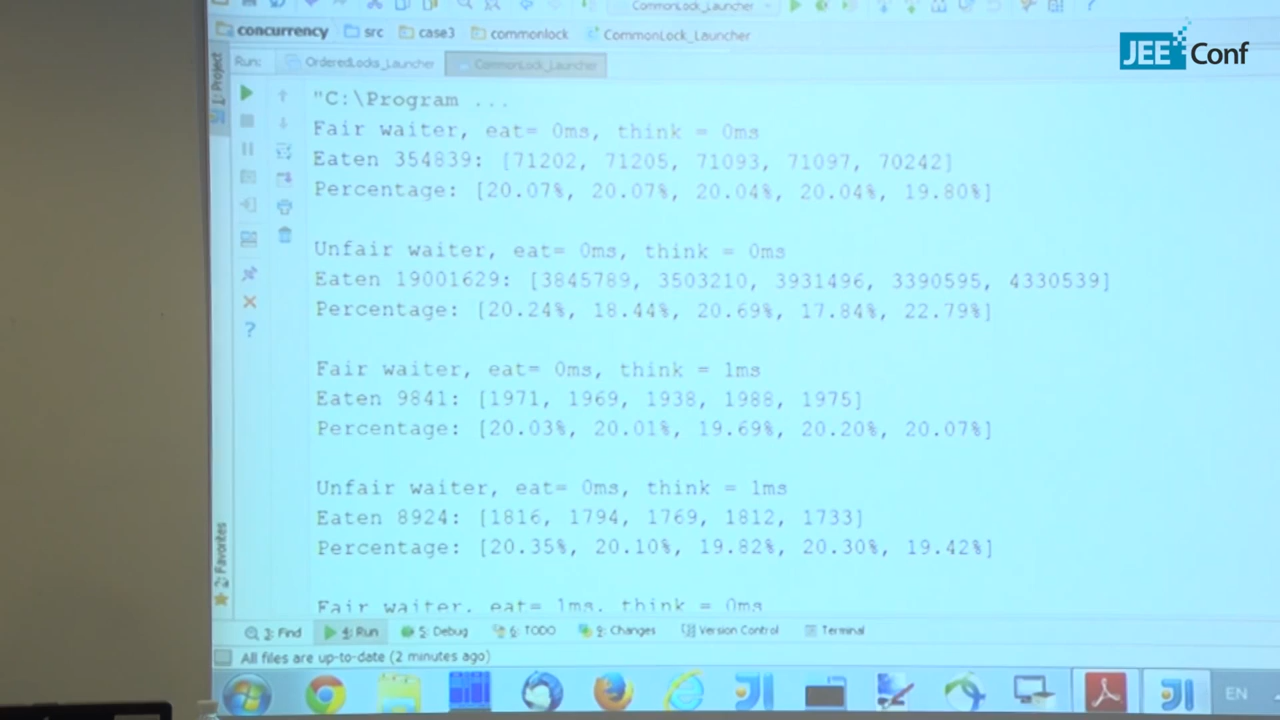 CommonLock_Launcher
JEE Conf
concurrency src case3 commonlock CommonLock_Launcher
Run: OrderedLocks_Launcher CommonLock_Launcher
1: Project
"C:\Program ...
Fair waiter, eat= 0ms, think = 0ms
Eaten 354839: [71202, 71205, 71093, 71097, 70242]
Percentage: [20.07%, 20.07%, 20.04%, 20.04%, 19.80%]
Unfair waiter, eat= 0ms, think = 0ms
Eaten 19001629: [3845789, 3503210, 3931496, 3390595, 4330539]
Percentage: [20.24%, 18.44%, 20.69%, 17.84%, 22.79%]
Fair waiter, eat= 0ms, think = 1ms
Eaten 9841: [1971, 1969, 1938, 1988, 1975]
Percentage: [20.03%, 20.01%, 19.69%, 20.20%, 20.07%]
Unfair waiter, eat= 0ms, think = 1ms
Eaten 8924: [1816, 1794, 1769, 1812, 1733]
Percentage: [20.35%, 20.10%, 19.82%, 20.30%, 19.42%]
Fair waiter, eat= 1ms, think = 0ms
2: Favorites
3: Find 4: Run 5: Debug 6: TODO 9: Changes Version Control Terminal
All files are up-to-date (2 minutes ago)
EN